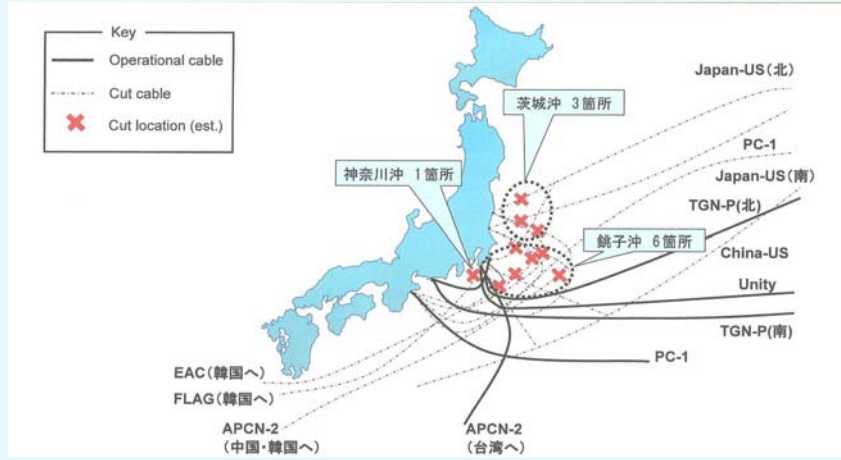 Key
Operational cable
Cut cable
Cut location (est.)
茨城沖 3箇所
神奈川沖 1箇所
銚子沖 6箇所
Japan-US(北)
PC-1
Japan-US(南)
TGN-P(北)
China-US
Unity
TGN-P(南)
PC-1
EAC(韓国へ)
FLAG(韓国へ)
APCN-2
(中国・韓国へ)
APCN-2
(台湾へ)